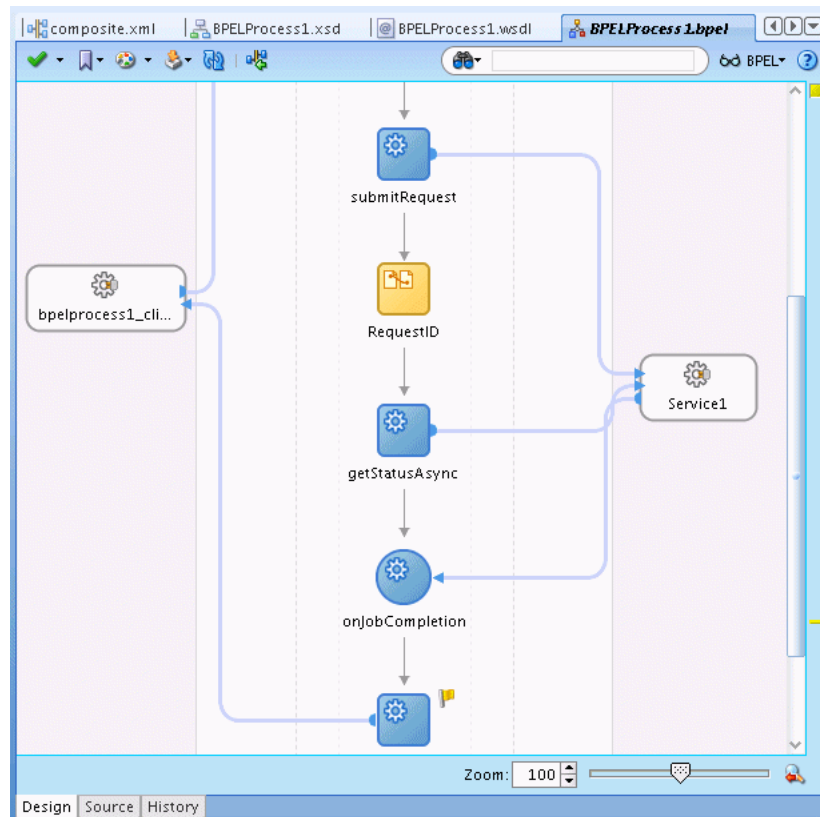 composite.xml
BPELProcess1.xsd
@ BPELProcess1.wsdl
BPELProcess1.bpel
BPEL
?
submitRequest
bpelprocess1_cli...
RequestID
Service1
getStatusAsync
onJobCompletion
Zoom: 100
Design Source History